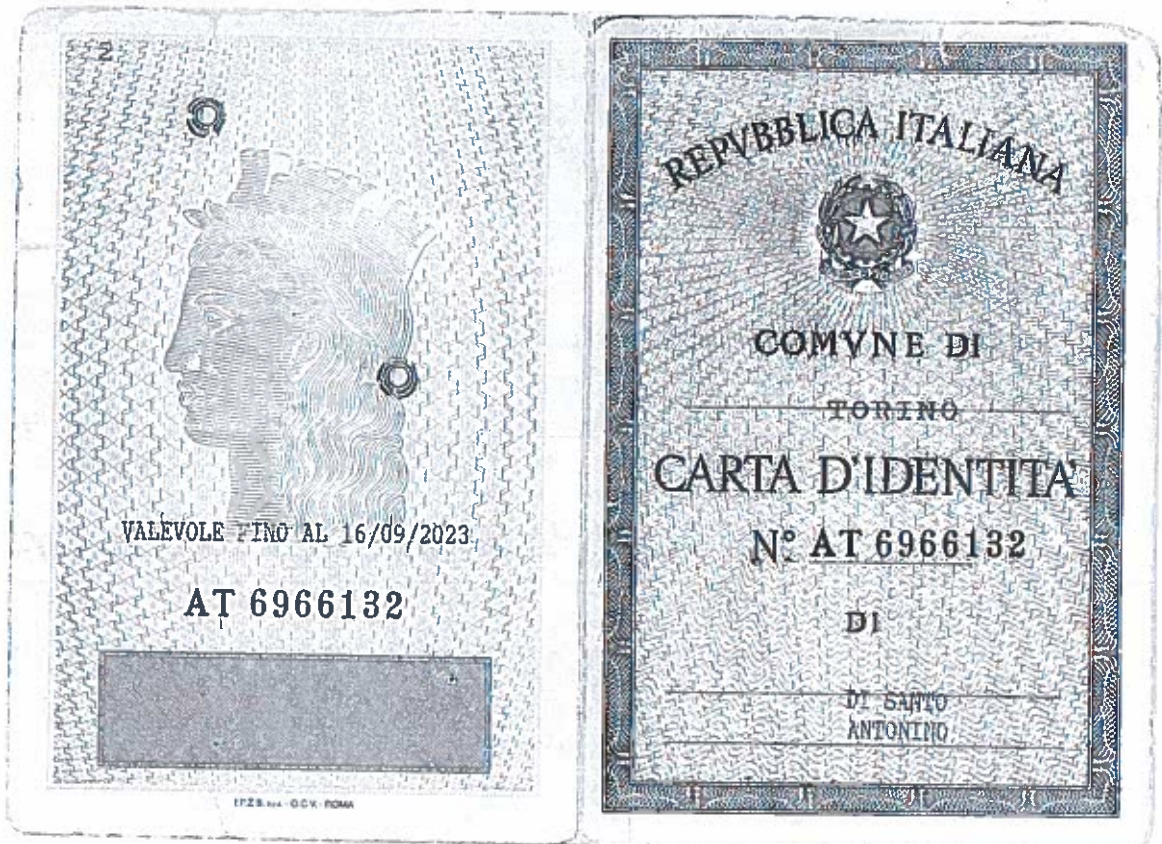 2
VALEVOLE FINO AL 16/09/2023
AT 6966132
I.P.Z.S. S.p.A. - O.C.V. - ROMA
REPVBBLICA ITALIANA
COMVNE DI
TORINO
CARTA D'IDENTITA'
N° AT 6966132
DI
DI SANTO
ANTONINO